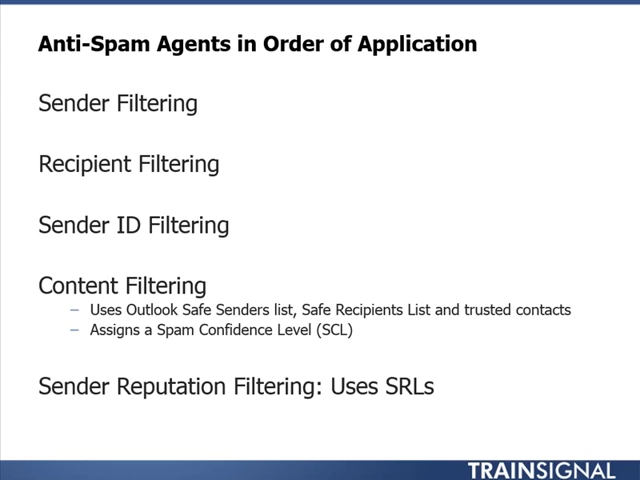 Anti-Spam Agents in Order of Application
Sender Filtering
Recipient Filtering
Sender ID Filtering
Content Filtering
– Uses Outlook Safe Senders list, Safe Recipients List and trusted contacts
– Assigns a Spam Confidence Level (SCL)
Sender Reputation Filtering: Uses SRLs
TRAINSIGNAL